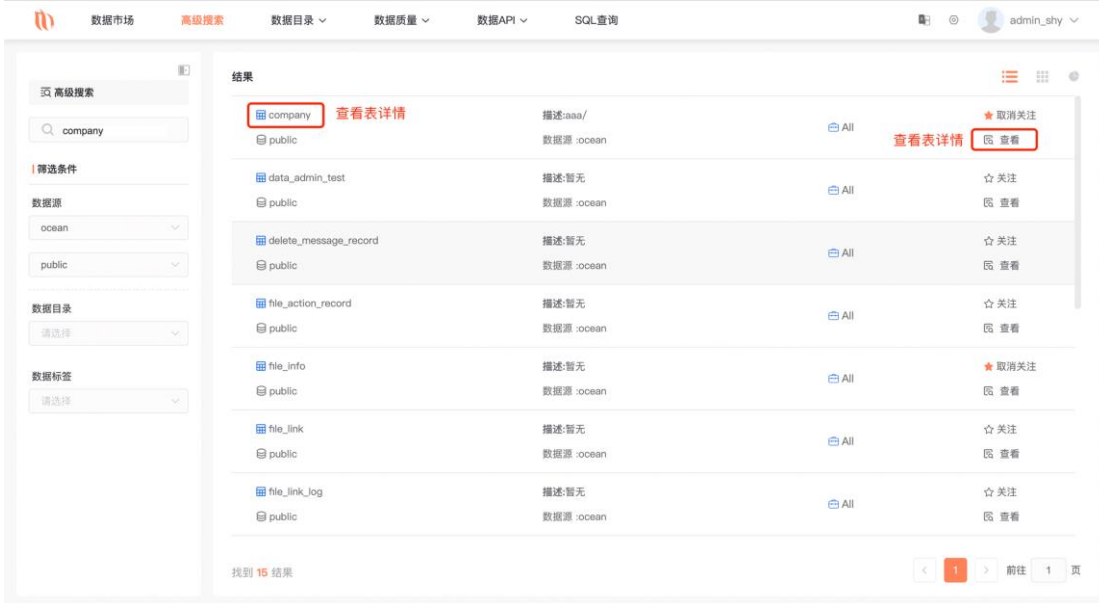 数据市场 高级搜索 数据目录 数据质量 数据API SQL查询 admin_shy
高级搜索
company
筛选条件
数据源
ocean
public
数据目录
请选择
数据标签
请选择
结果
company 查看表详情 描述:aaa/ All 取消关注
public 数据源 :ocean 查看表详情 查看
data_admin_test 描述:暂无 All 关注
public 数据源 :ocean 查看
delete_message_record 描述:暂无 All 关注
public 数据源 :ocean 查看
file_action_record 描述:暂无 All 关注
public 数据源 :ocean 查看
file_info 描述:暂无 All 取消关注
public 数据源 :ocean 查看
file_link 描述:暂无 All 关注
public 数据源 :ocean 查看
file_link_log 描述:暂无 All 关注
public 数据源 :ocean 查看
找到 15 结果 1 前往 1 页